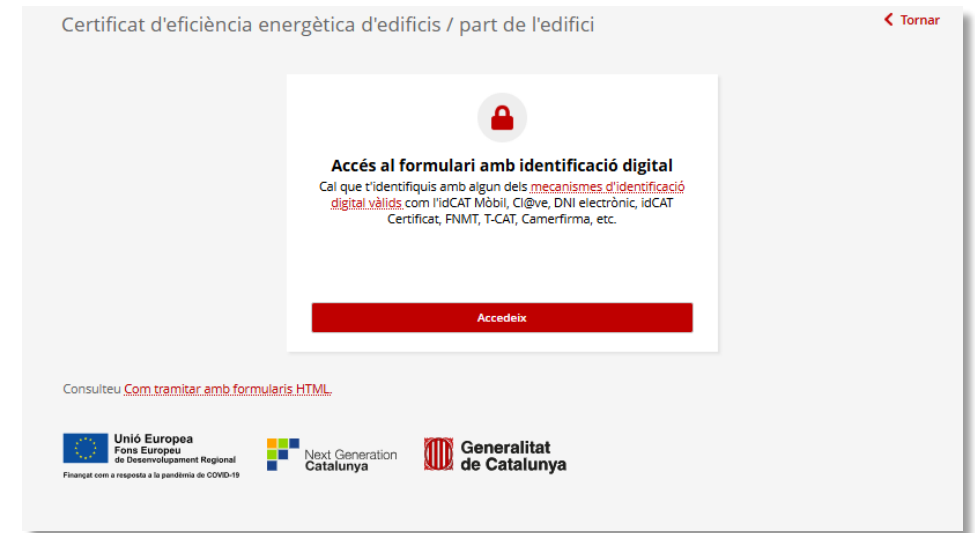 Certificat d'eficiència energètica d'edificis / part de l'edifici
Tornar
Accés al formulari amb identificació digital
Cal que t'identifiquis amb algun dels mecanismes d'identificació
digital vàlids com l'idCAT Mòbil, Cl@ve, DNI electrònic, idCAT
Certificat, FNMT, T-CAT, Camerfirma, etc.
Accedeix
Consulteu Com tramitar amb formularis HTML.
Unió Europea
Fons Europeu
de Desenvolupament Regional
Finançat com a resposta a la pandèmia de COVID-19
Next Generation
Catalunya
Generalitat
de Catalunya